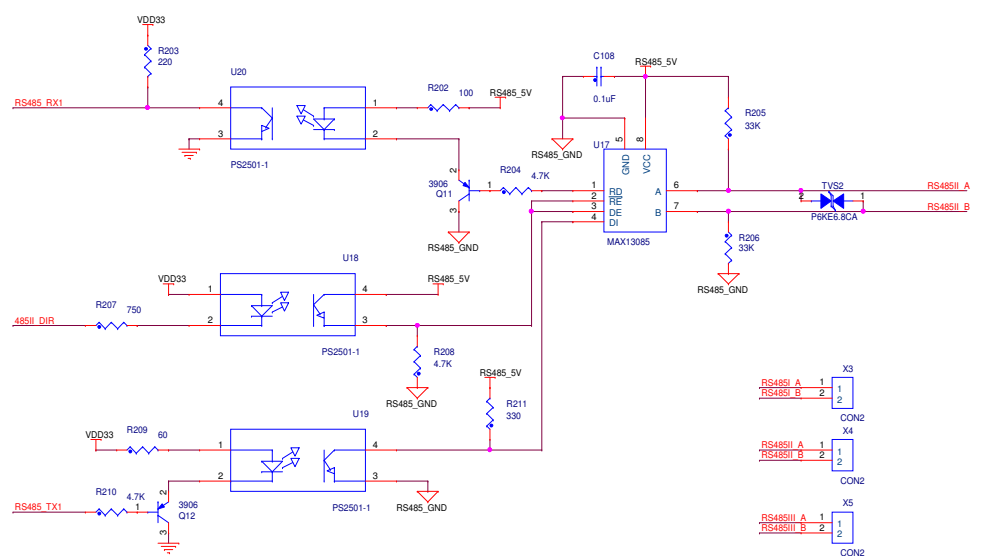 VDD33
R203
220
RS485_RX1
U20
4
3
1
2
PS2501-1
R202
100
RS485_5V
3906
Q11
2
1
3
R204
4.7K
RS485_GND
C108
0.1uF
RS485_5V
RS485_GND
U17
5
8
GND
VCC
1
2
3
4
RD
RE
DE
DI
A
B
6
7
MAX13085
R205
33K
R206
33K
RS485_GND
TVS2
2
1
P6KE6.8CA
RS485II_A
RS485II_B
U18
VDD33
1
2
4
3
RS485_5V
PS2501-1
485II_DIR
R207
750
R208
4.7K
RS485_GND
RS485_5V
R211
330
U19
VDD33
R209
60
1
2
4
3
PS2501-1
RS485_GND
RS485_TX1
R210
4.7K
1
2
3
3906
Q12
X3
RS485I_A
1
1
RS485I_B
2
2
CON2
X4
RS485II_A
1
1
RS485II_B
2
2
CON2
X5
RS485III_A
1
1
RS485III_B
2
2
CON2